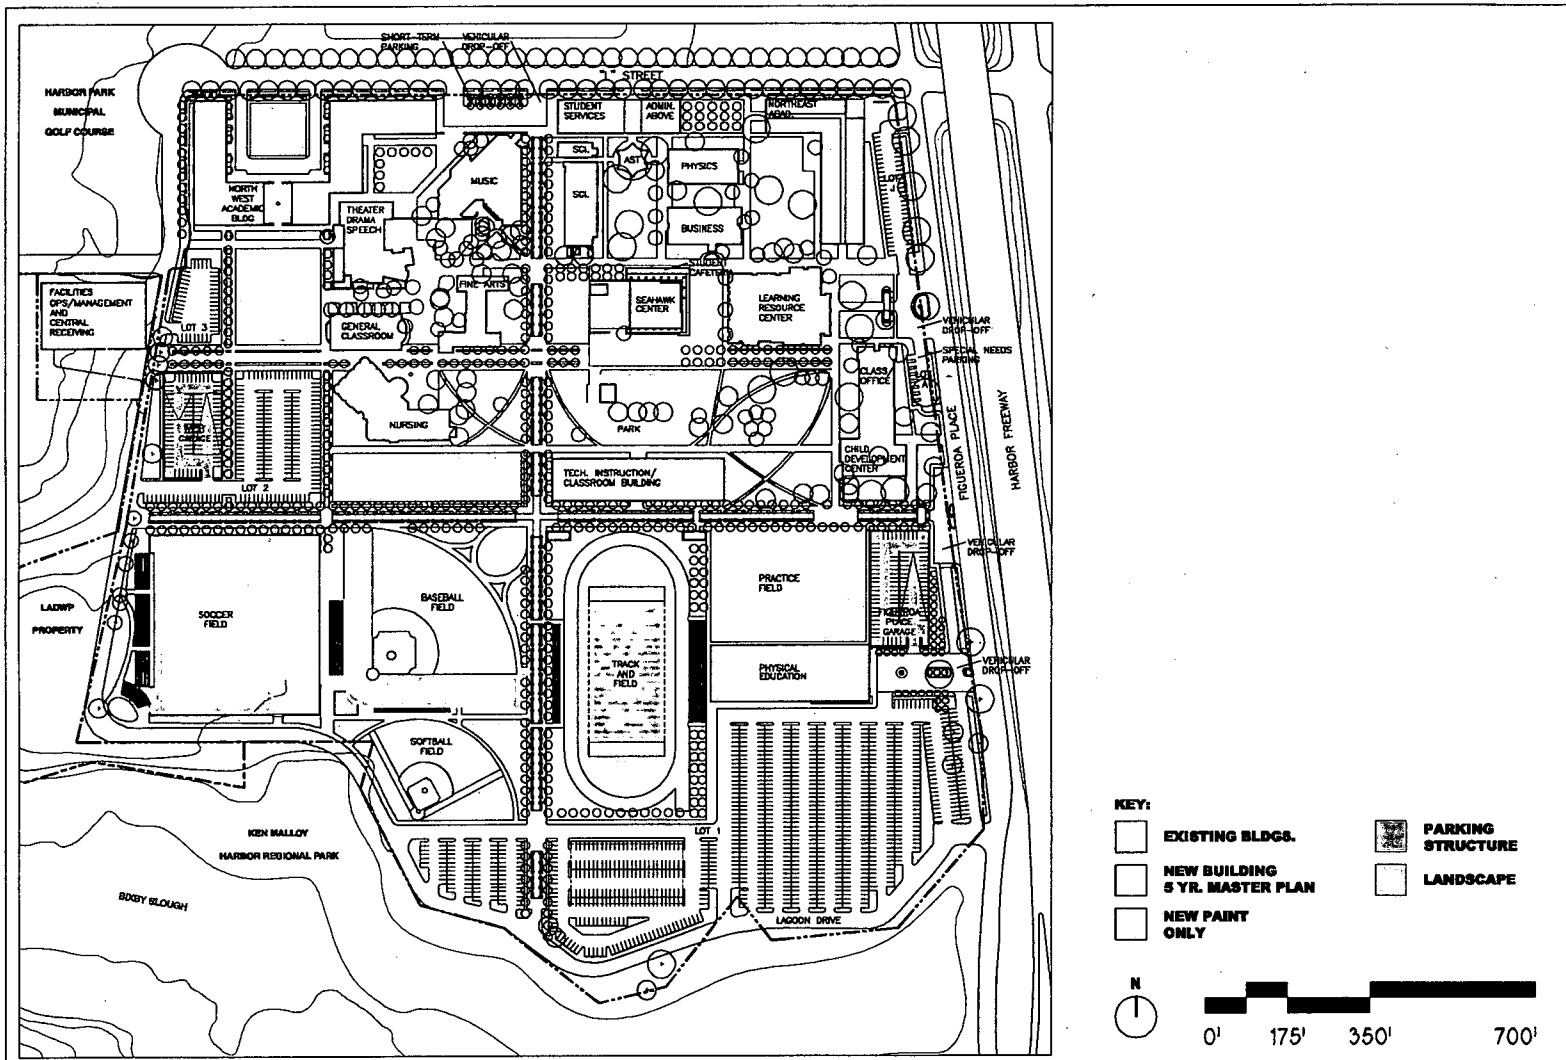 SHORT-TERM
PARKING
VEHICULAR
DROP-OFF
"L" STREET
HARBOR PARK
MUNICIPAL
GOLF COURSE
STUDENT
SERVICES
ADMIN.
ABOVE
NORTHEAST
ACAD.
SCI.
AST
PHYSICS
LOT
J
MUSIC
SCI.
NORTH
WEST
ACADEMIC
BLDG
THEATER
DRAMA
SPEECH
BUSINESS
STUDENT
CAFETERIA
FACILITIES
OPS/MANAGEMENT
AND
CENTRAL
RECEIVING
LOT 3
FINE ARTS
SEAHAWK
CENTER
LEARNING
RESOURCE
CENTER
GENERAL
CLASSROOM
VEHICULAR
DROP-OFF
SPECIAL NEEDS
PARKING
CLASS/
OFFICE
LOT
A
GARAGE
NURSING
PARK
FIGUEROA PLACE
HARBOR FREEWAY
CHILD
DEVELOPMENT
CENTER
TECH. INSTRUCTION/
CLASSROOM BUILDING
LOT 2
VEHICULAR
DROP-OFF
LADWP
PROPERTY
SOCCER
FIELD
BASEBALL
FIELD
PRACTICE
FIELD
FIGUEROA
PLACE
GARAGE
TRACK
AND
FIELD
PHYSICAL
EDUCATION
VEHICULAR
DROP-OFF
SOFTBALL
FIELD
LOT 1
KEN MALLOY
HARBOR REGIONAL PARK
BIXBY SLOUGH
LAGOON DRIVE
KEY:
EXISTING BLDGS.
NEW BUILDING
5 YR. MASTER PLAN
NEW PAINT
ONLY
PARKING
STRUCTURE
LANDSCAPE
N
0' 175' 350' 700'